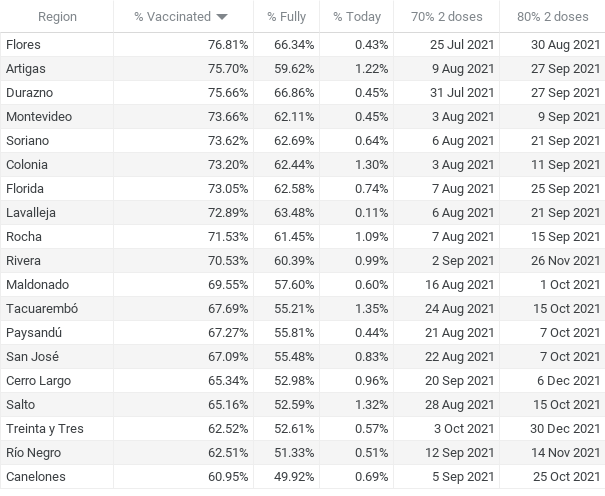 Region % Vaccinated % Fully % Today 70% 2 doses 80% 2 doses
Flores 76.81% 66.34% 0.43% 25 Jul 2021 30 Aug 2021
Artigas 75.70% 59.62% 1.22% 9 Aug 2021 27 Sep 2021
Durazno 75.66% 66.86% 0.45% 31 Jul 2021 27 Sep 2021
Montevideo 73.66% 62.11% 0.45% 3 Aug 2021 9 Sep 2021
Soriano 73.62% 62.69% 0.64% 6 Aug 2021 21 Sep 2021
Colonia 73.20% 62.44% 1.30% 3 Aug 2021 11 Sep 2021
Florida 73.05% 62.58% 0.74% 7 Aug 2021 25 Sep 2021
Lavalleja 72.89% 63.48% 0.11% 6 Aug 2021 21 Sep 2021
Rocha 71.53% 61.45% 1.09% 7 Aug 2021 15 Sep 2021
Rivera 70.53% 60.39% 0.99% 2 Sep 2021 26 Nov 2021
Maldonado 69.55% 57.60% 0.60% 16 Aug 2021 1 Oct 2021
Tacuarembó 67.69% 55.21% 1.35% 24 Aug 2021 15 Oct 2021
Paysandú 67.27% 55.81% 0.44% 21 Aug 2021 7 Oct 2021
San José 67.09% 55.48% 0.83% 22 Aug 2021 7 Oct 2021
Cerro Largo 65.34% 52.98% 0.96% 20 Sep 2021 6 Dec 2021
Salto 65.16% 52.59% 1.32% 28 Aug 2021 15 Oct 2021
Treinta y Tres 62.52% 52.61% 0.57% 3 Oct 2021 30 Dec 2021
Río Negro 62.51% 51.33% 0.51% 12 Sep 2021 14 Nov 2021
Canelones 60.95% 49.92% 0.69% 5 Sep 2021 25 Oct 2021